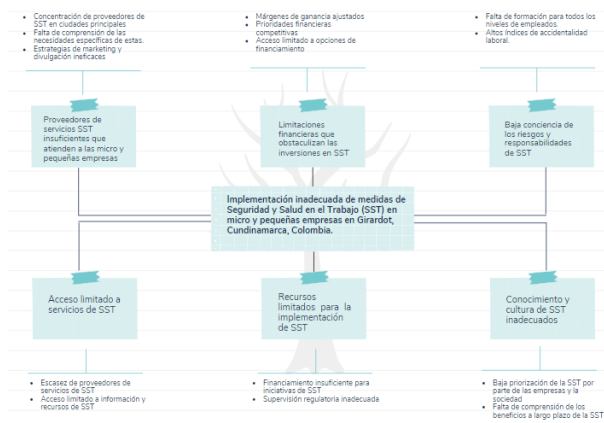 • Concentración de proveedores de
SST en ciudades principales
• Falta de comprensión de las
necesidades específicas de estas.
• Estrategias de marketing y
divulgación ineficaces
• Márgenes de ganancia ajustados
• Prioridades financieras
competitivas
• Acceso limitado a opciones de
financiamiento
• Falta de formación para todos los
niveles de empleados.
• Altos índices de accidentalidad
laboral.
Proveedores de
servicios SST
insuficientes que
atienden a las micro y
pequeñas empresas
Limitaciones
financieras que
obstaculizan las
inversiones en SST
Baja conciencia de
los riesgos y
responsabilidades
de SST
Implementación inadecuada de medidas de
Seguridad y Salud en el Trabajo (SST) en
micro y pequeñas empresas en Girardot,
Cundinamarca, Colombia.
Acceso limitado a
servicios de SST
Recursos
limitados para la
implementación
de SST
Conocimiento y
cultura de SST
inadecuados
• Escasez de proveedores de
servicios de SST
• Acceso limitado a información y
recursos de SST
• Financiamiento insuficiente para
iniciativas de SST
• Supervisión regulatoria inadecuada
• Baja priorización de la SST por
parte de las empresas y la
sociedad
• Falta de comprensión de los
beneficios a largo plazo de la SST